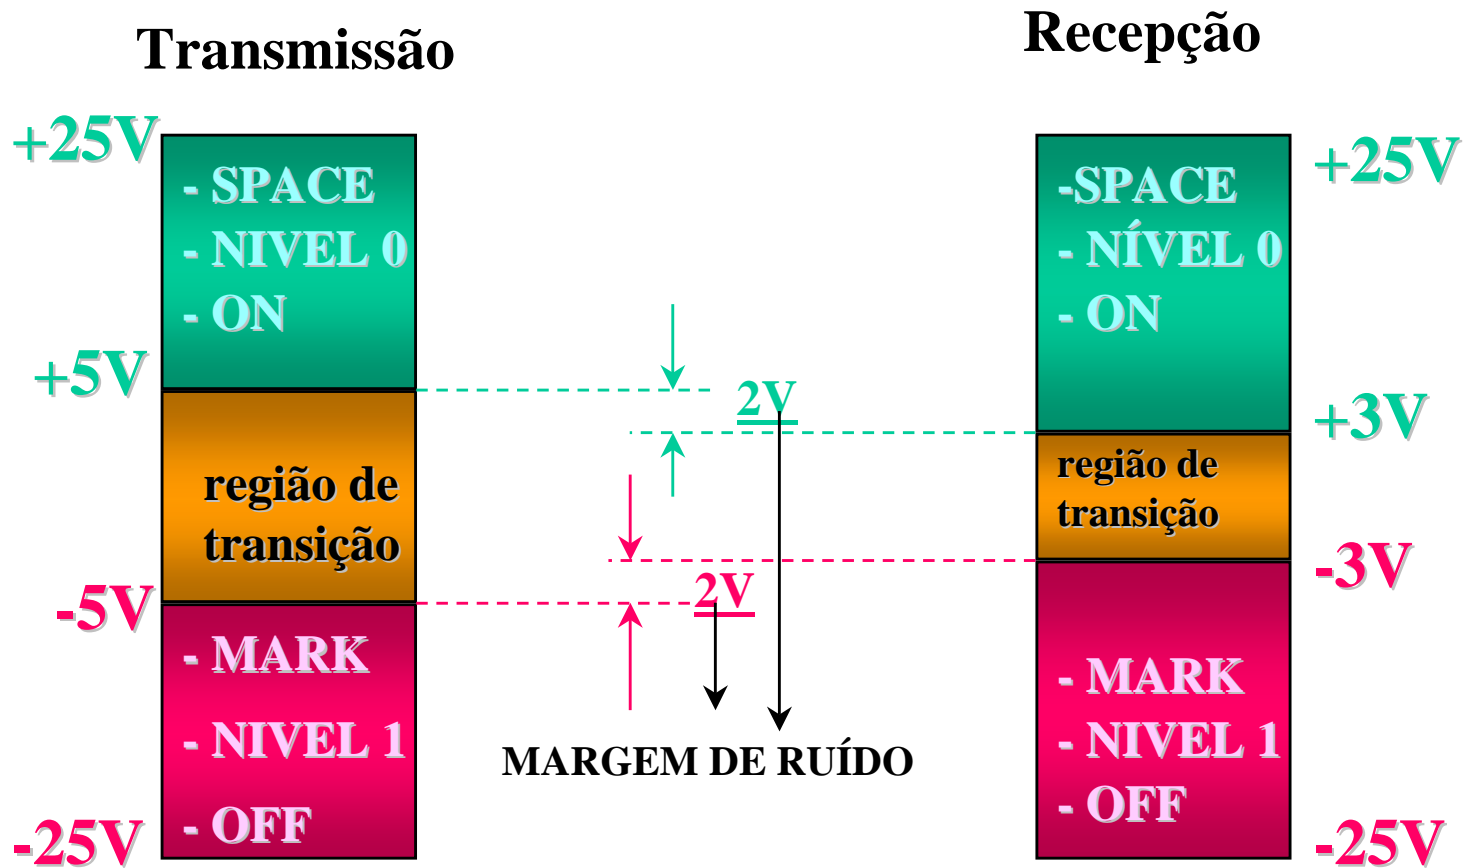 Transmissão
Recepção
+25V
- SPACE
- NIVEL 0
- ON
+5V
região de
transição
-5V
- MARK
- NIVEL 1
- OFF
-25V
2V
2V
MARGEM DE RUÍDO
-SPACE
- NÍVEL 0
- ON
região de
transição
- MARK
- NIVEL 1
- OFF
+25V
+3V
-3V
-25V